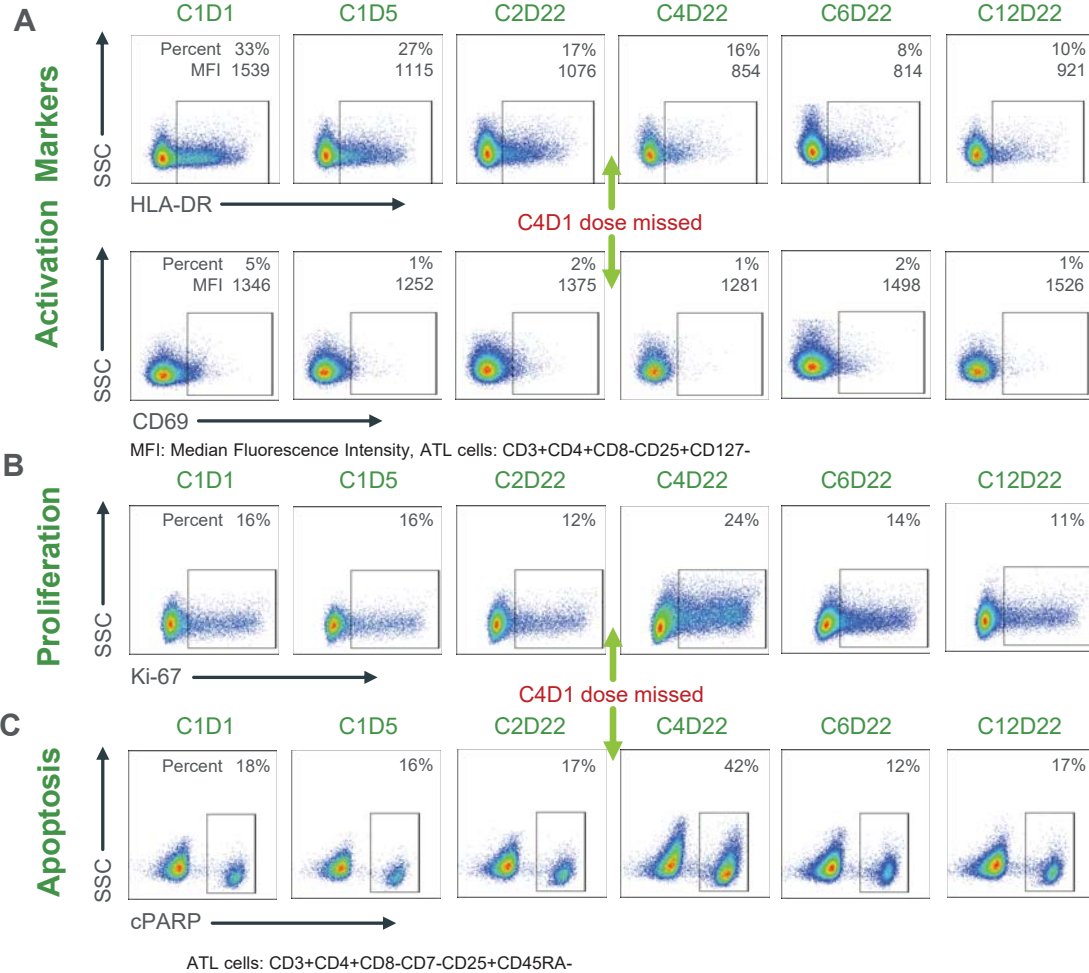 A
C1D1 C1D5 C2D22 C4D22 C6D22 C12D22
Activation Markers
SSC
Percent 33% 27% 17% 16% 8% 10%
MFI 1539 1115 1076 854 814 921
HLA-DR
C4D1 dose missed
SSC
Percent 5% 1% 2% 1% 2% 1%
MFI 1346 1252 1375 1281 1498 1526
CD69
MFI: Median Fluorescence Intensity, ATL cells: CD3+CD4+CD8-CD25+CD127-
B
C1D1 C1D5 C2D22 C4D22 C6D22 C12D22
Proliferation
SSC
Percent 16% 16% 12% 24% 14% 11%
Ki-67
C4D1 dose missed
C
C1D1 C1D5 C2D22 C4D22 C6D22 C12D22
Apoptosis
SSC
Percent 18% 16% 17% 42% 12% 17%
cPARP
ATL cells: CD3+CD4+CD8-CD7-CD25+CD45RA-